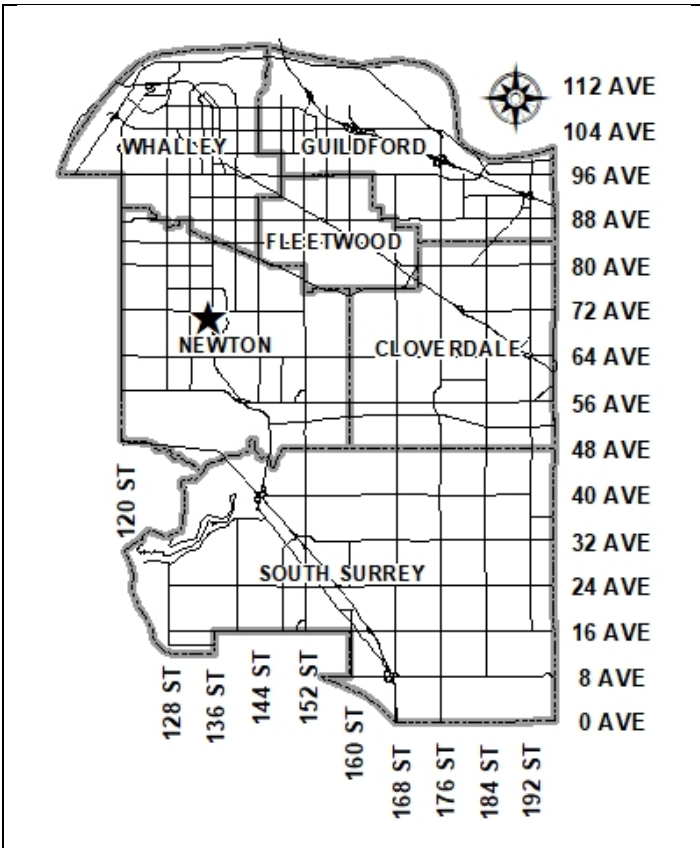 112 AVE
104 AVE
WHALLEY
GUILDFORD
96 AVE
88 AVE
FLEETWOOD
80 AVE
72 AVE
NEWTON
CLOVERDALE
64 AVE
56 AVE
48 AVE
120 ST
40 AVE
32 AVE
SOUTH SURREY
24 AVE
16 AVE
128 ST
136 ST
144 ST
152 ST
8 AVE
160 ST
0 AVE
168 ST
176 ST
184 ST
192 ST